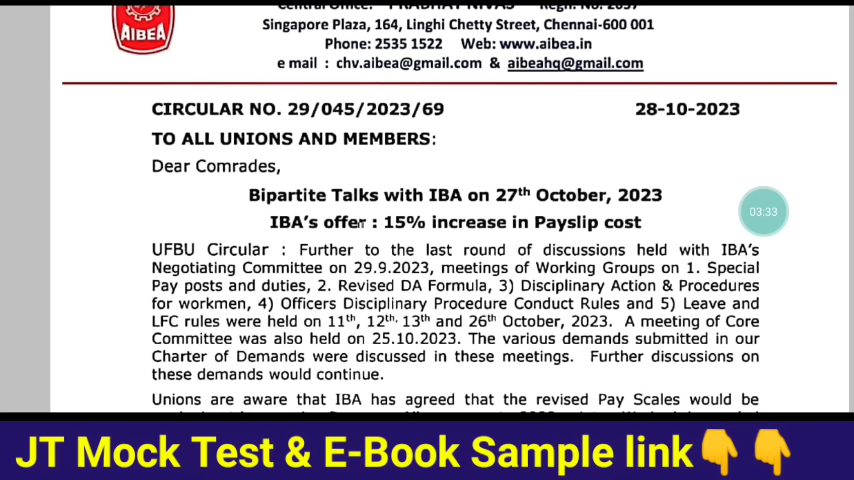 Central Office: "PRABHAT NIVAS" Regn. No. 2037
AIBEA
Singapore Plaza, 164, Linghi Chetty Street, Chennai-600 001
Phone: 2535 1522 Web: www.aibea.in
e mail : chv.aibea@gmail.com & aibeahq@gmail.com
CIRCULAR NO. 29/045/2023/69 28-10-2023
TO ALL UNIONS AND MEMBERS:
Dear Comrades,
Bipartite Talks with IBA on 27th October, 2023
03:33
IBA's offer : 15% increase in Payslip cost
UFBU Circular : Further to the last round of discussions held with IBA's
Negotiating Committee on 29.9.2023, meetings of Working Groups on 1. Special
Pay posts and duties, 2. Revised DA Formula, 3) Disciplinary Action & Procedures
for workmen, 4) Officers Disciplinary Procedure Conduct Rules and 5) Leave and
LFC rules were held on 11th, 12th, 13th and 26th October, 2023. A meeting of Core
Committee was also held on 25.10.2023. The various demands submitted in our
Charter of Demands were discussed in these meetings. Further discussions on
these demands would continue.
Unions are aware that IBA has agreed that the revised Pay Scales would be
JT Mock Test & E-Book Sample link👇👇